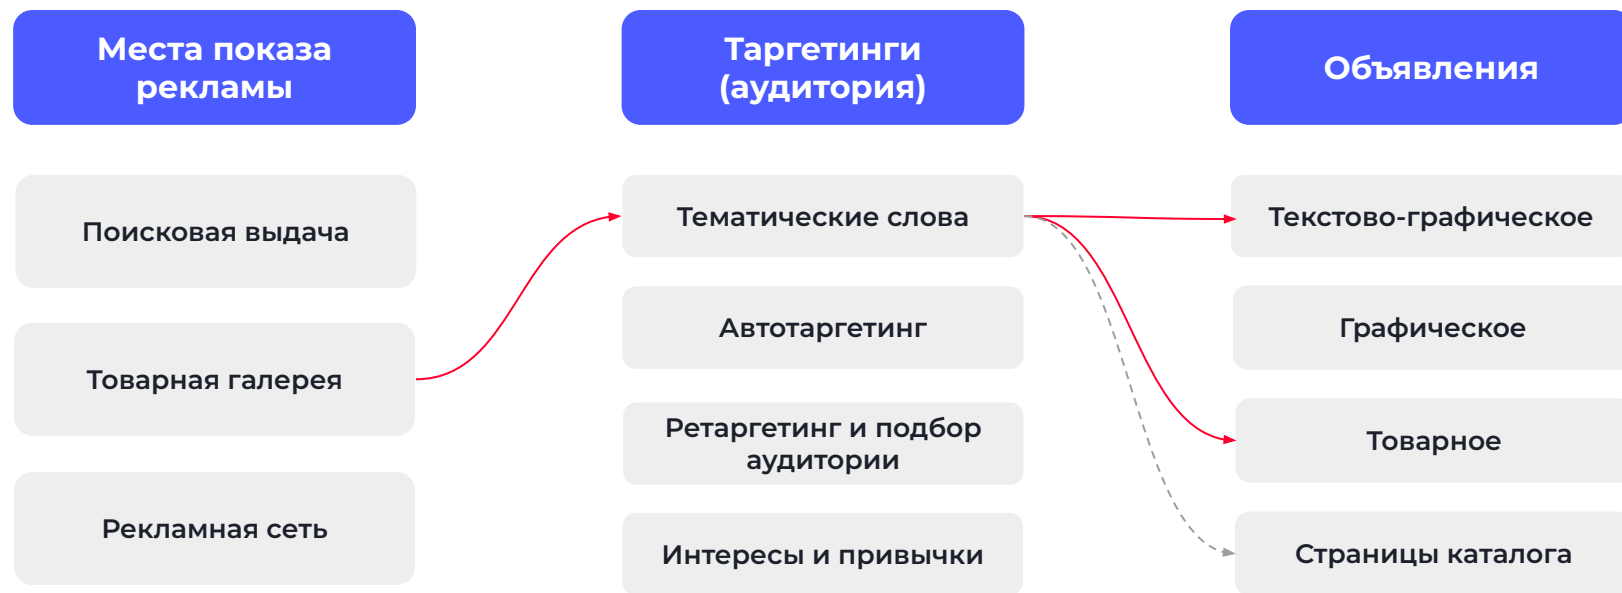 Места показа
рекламы
Таргетинги
(аудитория)
Объявления
Поисковая выдача
Товарная галерея
Рекламная сеть
Тематические слова
Автотаргетинг
Ретаргетинг и подбор
аудитории
Интересы и привычки
Текстово-графическое
Графическое
Товарное
Страницы каталога